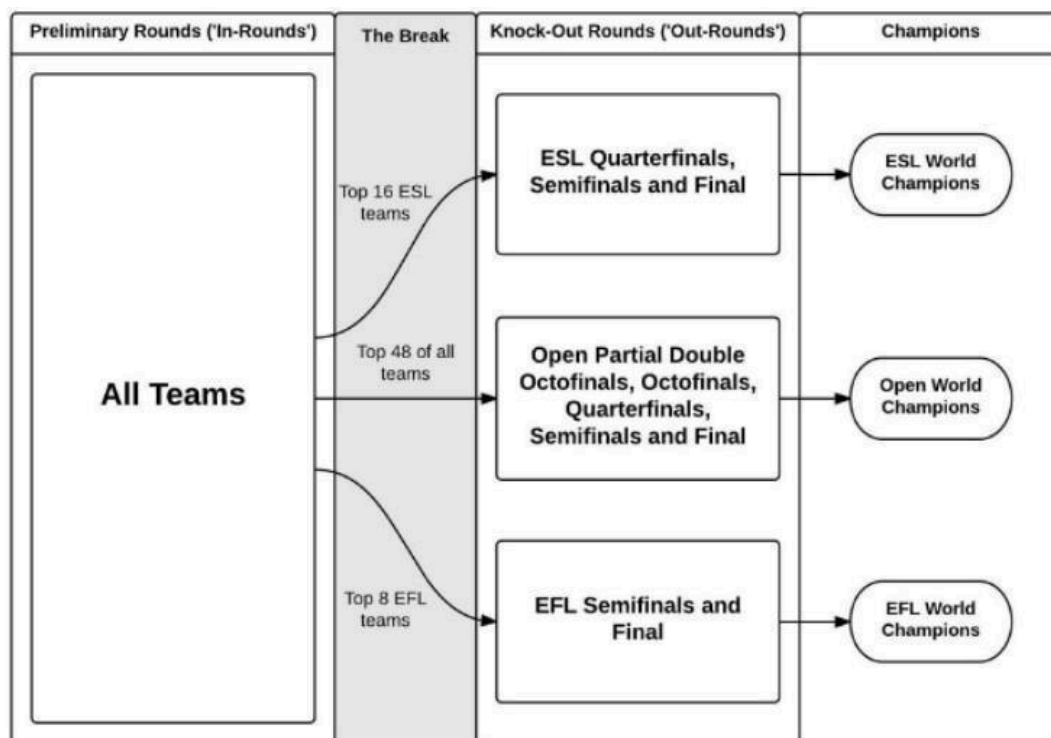 Preliminary Rounds ('In-Rounds')
The Break
Knock-Out Rounds ('Out-Rounds')
Champions
All Teams
Top 16 ESL
teams
ESL Quarterfinals,
Semifinals and Final
ESL World
Champions
Top 48 of all
teams
Open Partial Double
Octofinals, Octofinals,
Quarterfinals,
Semifinals and Final
Open World
Champions
Top 8 EFL
teams
EFL Semifinals and
Final
EFL World
Champions